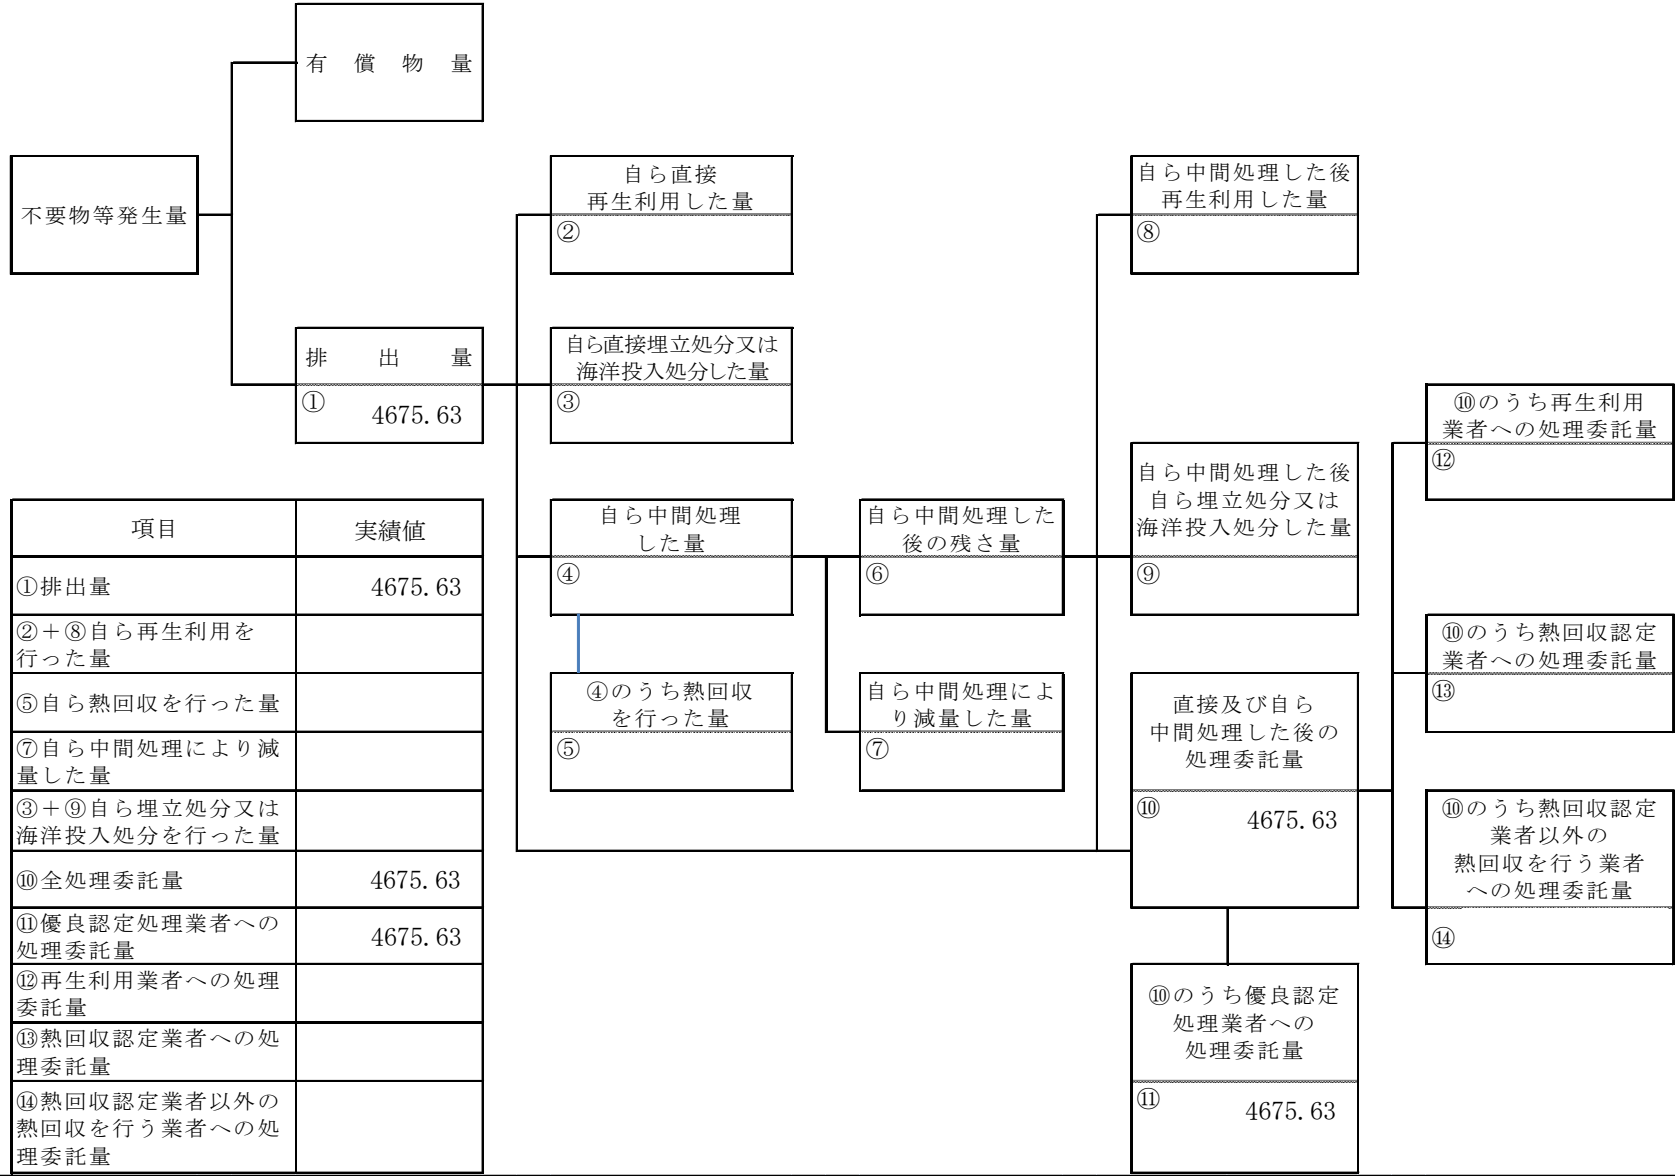 有償物量
不要物等発生量
自ら直接
再生利用した量
②
自ら中間処理した後
再生利用した量
⑧
排出量
① 4675.63
自ら直接埋立処分又は
海洋投入処分した量
③
⑩のうち再生利用
業者への処理委託量
⑫
自ら中間処理した後
自ら埋立処分又は
海洋投入処分した量
⑨
自ら中間処理
した量
④
自ら中間処理した
後の残さ量
⑥
④のうち熱回収
を行った量
⑤
自ら中間処理によ
り減量した量
⑦
直接及び自ら
中間処理した後の
処理委託量
⑩ 4675.63
⑩のうち熱回収認定
業者への処理委託量
⑬
⑩のうち熱回収認定
業者以外の
熱回収を行う業者
への処理委託量
⑭
⑩のうち優良認定
処理業者への
処理委託量
⑪ 4675.63
項目 実績値
①排出量 4675.63
②＋⑧自ら再生利用を
行った量
⑤自ら熱回収を行った量
⑦自ら中間処理により減
量した量
③＋⑨自ら埋立処分又は
海洋投入処分を行った量
⑩全処理委託量 4675.63
⑪優良認定処理業者への
処理委託量 4675.63
⑫再生利用業者への処理
委託量
⑬熱回収認定業者への処
理委託量
⑭熱回収認定業者以外の
熱回収を行う業者への処
理委託量